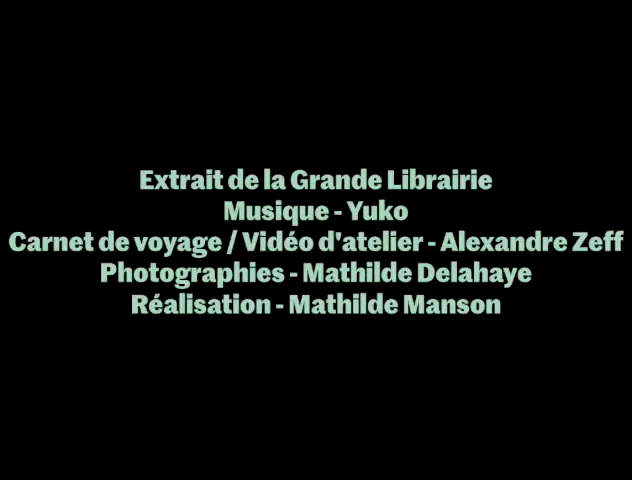 Extrait de la Grande Librairie
Musique - Yuko
Carnet de voyage / Vidéo d'atelier - Alexandre Zeff
Photographies - Mathilde Delahaye
Réalisation - Mathilde Manson